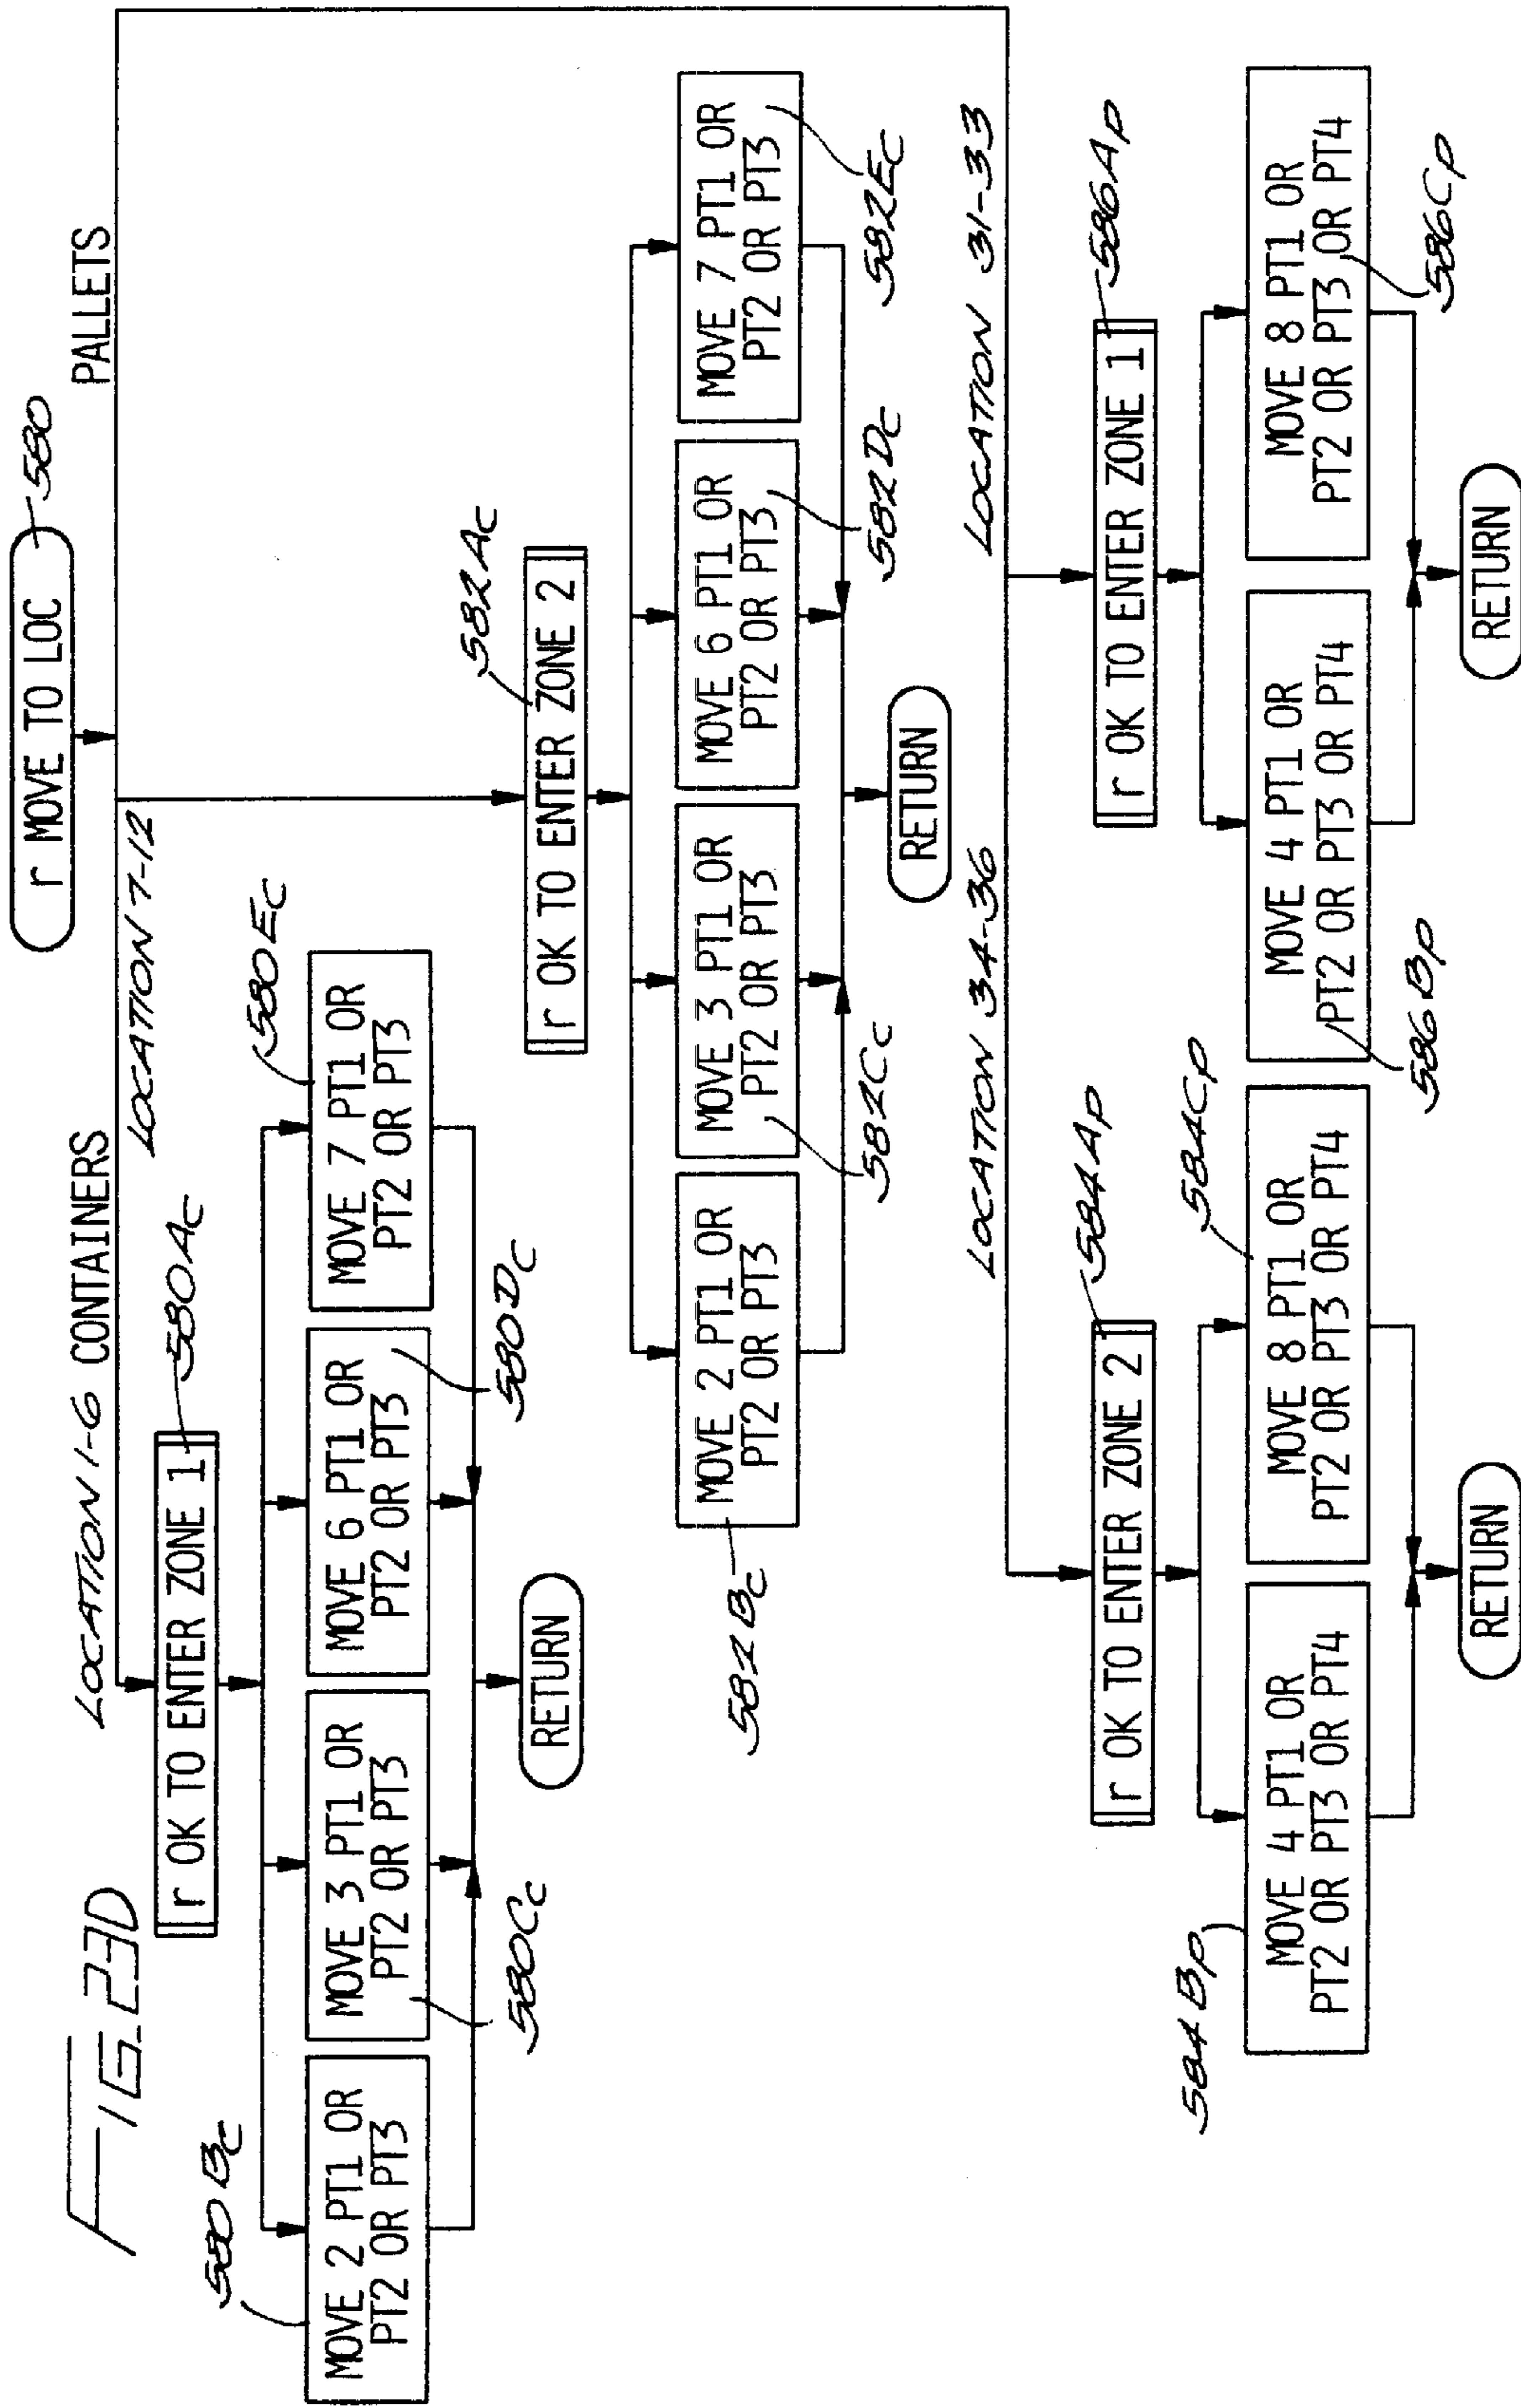 FIG. 23D
r MOVE TO LOC
580
LOCATION 1-6 CONTAINERS
PALLETS
LOCATION 7-12
r OK TO ENTER ZONE 1
580Ac
580Bc
MOVE 2 PT1 OR
PT2 OR PT3
MOVE 3 PT1 OR
PT2 OR PT3
580Cc
MOVE 6 PT1 OR
PT2 OR PT3
580Dc
MOVE 7 PT1 OR
PT2 OR PT3
580Ec
RETURN
r OK TO ENTER ZONE 2
582Ac
MOVE 2 PT1 OR
PT2 OR PT3
582Bc
MOVE 3 PT1 OR
PT2 OR PT3
582Cc
MOVE 6 PT1 OR
PT2 OR PT3
582Dc
MOVE 7 PT1 OR
PT2 OR PT3
582Ec
RETURN
LOCATION 34-36
LOCATION 31-33
r OK TO ENTER ZONE 2
584Ap
584Bp
MOVE 4 PT1 OR
PT2 OR PT3 OR PT4
MOVE 8 PT1 OR
PT2 OR PT3 OR PT4
584Cp
RETURN
r OK TO ENTER ZONE 1
586Ap
MOVE 4 PT1 OR
PT2 OR PT3 OR PT4
586Bp
MOVE 8 PT1 OR
PT2 OR PT3 OR PT4
586Cp
RETURN